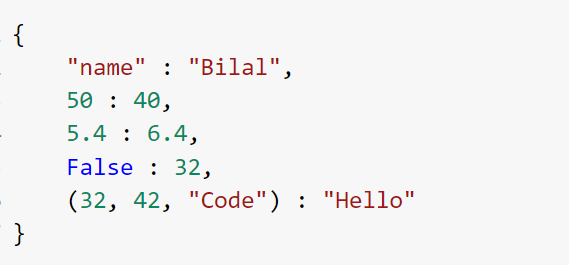 {
"name" : "Bilal",
50 : 40,
5.4 : 6.4,
False : 32,
(32, 42, "Code") : "Hello"
}